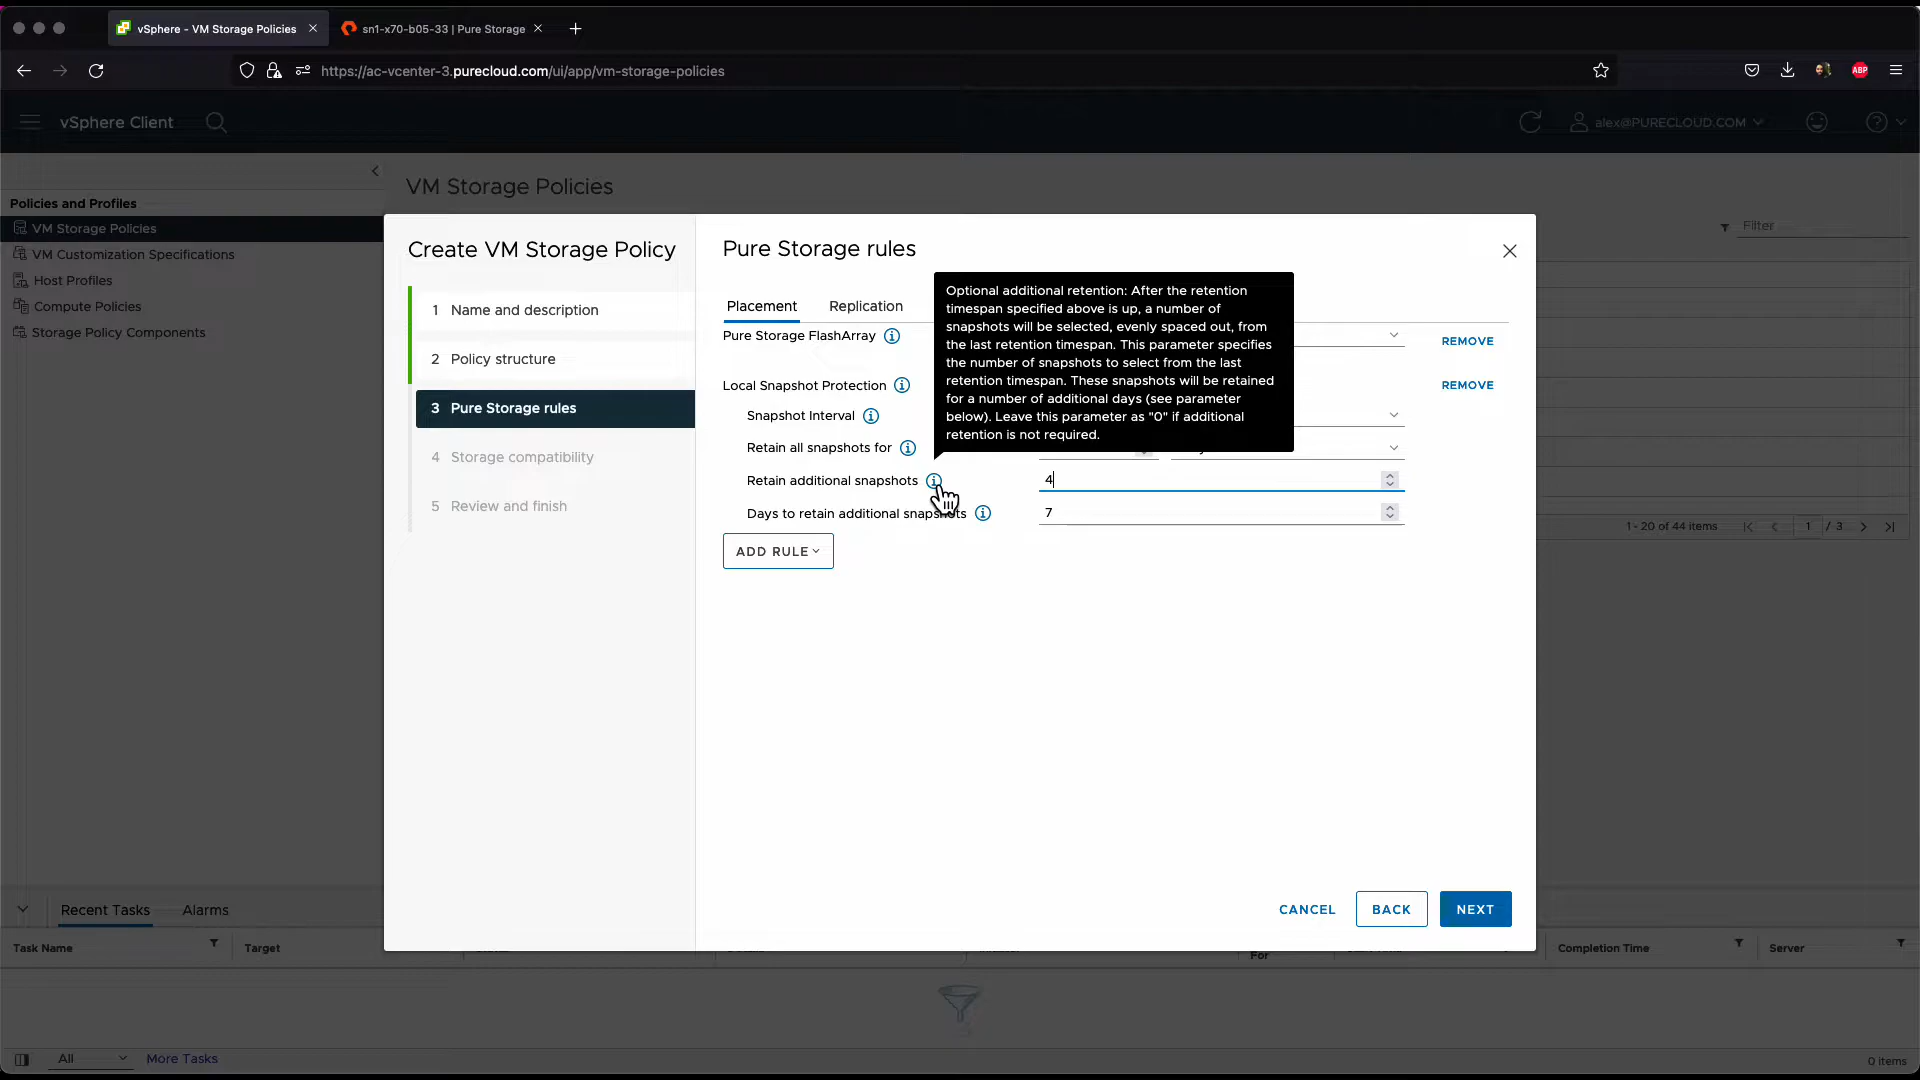 vSphere - VM Storage Policies
sn1-x70-b05-33 | Pure Storage
https://ac-vcenter-3.purecloud.com/ui/app/vm-storage-policies
ABP
vSphere Client
alex@PURECLOUD.COM
Policies and Profiles
VM Storage Policies
VM Customization Specifications
Host Profiles
Compute Policies
Storage Policy Components
VM Storage Policies
Filter
Create VM Storage Policy
1 Name and description
2 Policy structure
3 Pure Storage rules
4 Storage compatibility
5 Review and finish
Pure Storage rules
Placement
Replication
Optional additional retention: After the retention
timespan specified above is up, a number of
snapshots will be selected, evenly spaced out, from
the last retention timespan. This parameter specifies
the number of snapshots to select from the last
retention timespan. These snapshots will be retained
for a number of additional days (see parameter
below). Leave this parameter as "0" if additional
retention is not required.
Pure Storage FlashArray
REMOVE
Local Snapshot Protection
REMOVE
Snapshot Interval
Retain all snapshots for
Retain additional snapshots
4
Days to retain additional snapshots
7
ADD RULE
1 - 20 of 44 items
1 / 3
CANCEL
BACK
NEXT
Recent Tasks
Alarms
Task Name
Target
For
Completion Time
Server
All
More Tasks
0 items